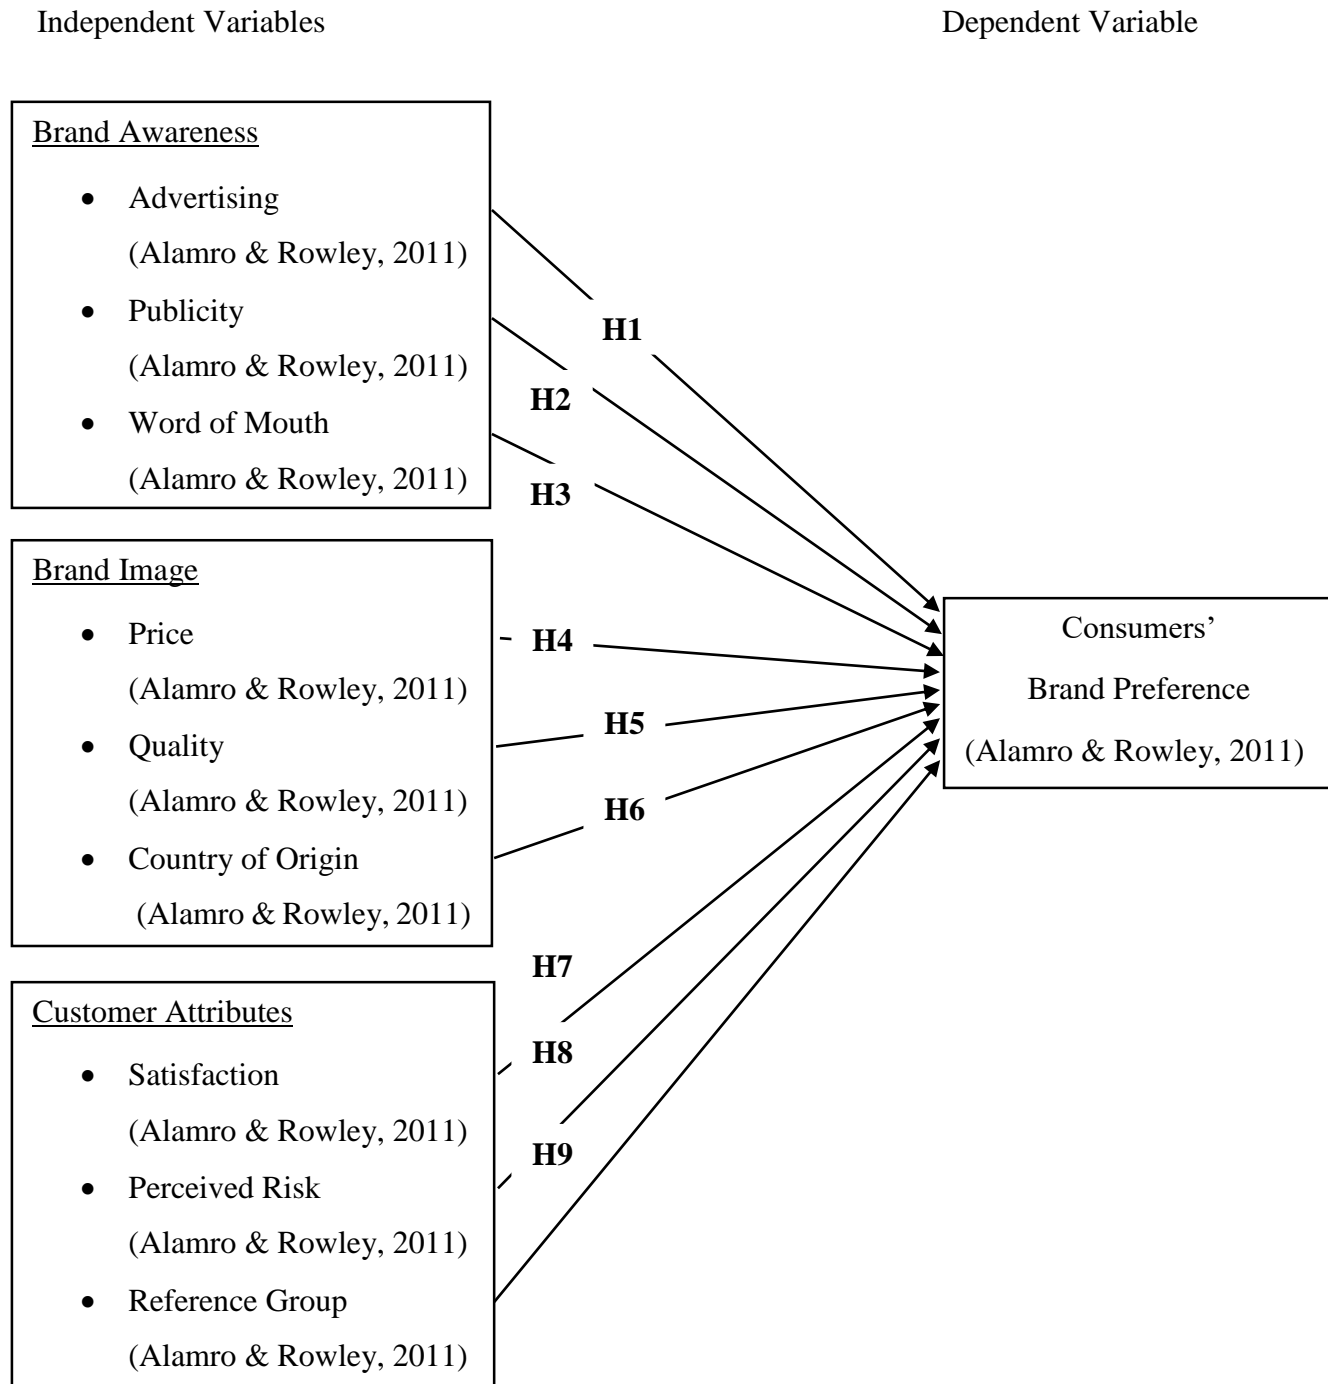 Independent Variables
Dependent Variable
Brand Awareness
• Advertising
(Alamro & Rowley, 2011)
• Publicity
(Alamro & Rowley, 2011)
• Word of Mouth
(Alamro & Rowley, 2011)
H1
H2
H3
Brand Image
• Price
(Alamro & Rowley, 2011)
• Quality
(Alamro & Rowley, 2011)
• Country of Origin
(Alamro & Rowley, 2011)
H4
H5
H6
Consumers’
Brand Preference
(Alamro & Rowley, 2011)
Customer Attributes
• Satisfaction
(Alamro & Rowley, 2011)
• Perceived Risk
(Alamro & Rowley, 2011)
• Reference Group
(Alamro & Rowley, 2011)
H7
H8
H9